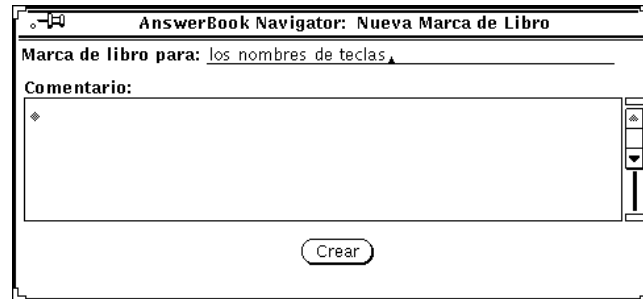 AnswerBook Navigator: Nueva Marca de Libro
Marca de libro para: los nombres de teclas
Comentario:
Crear